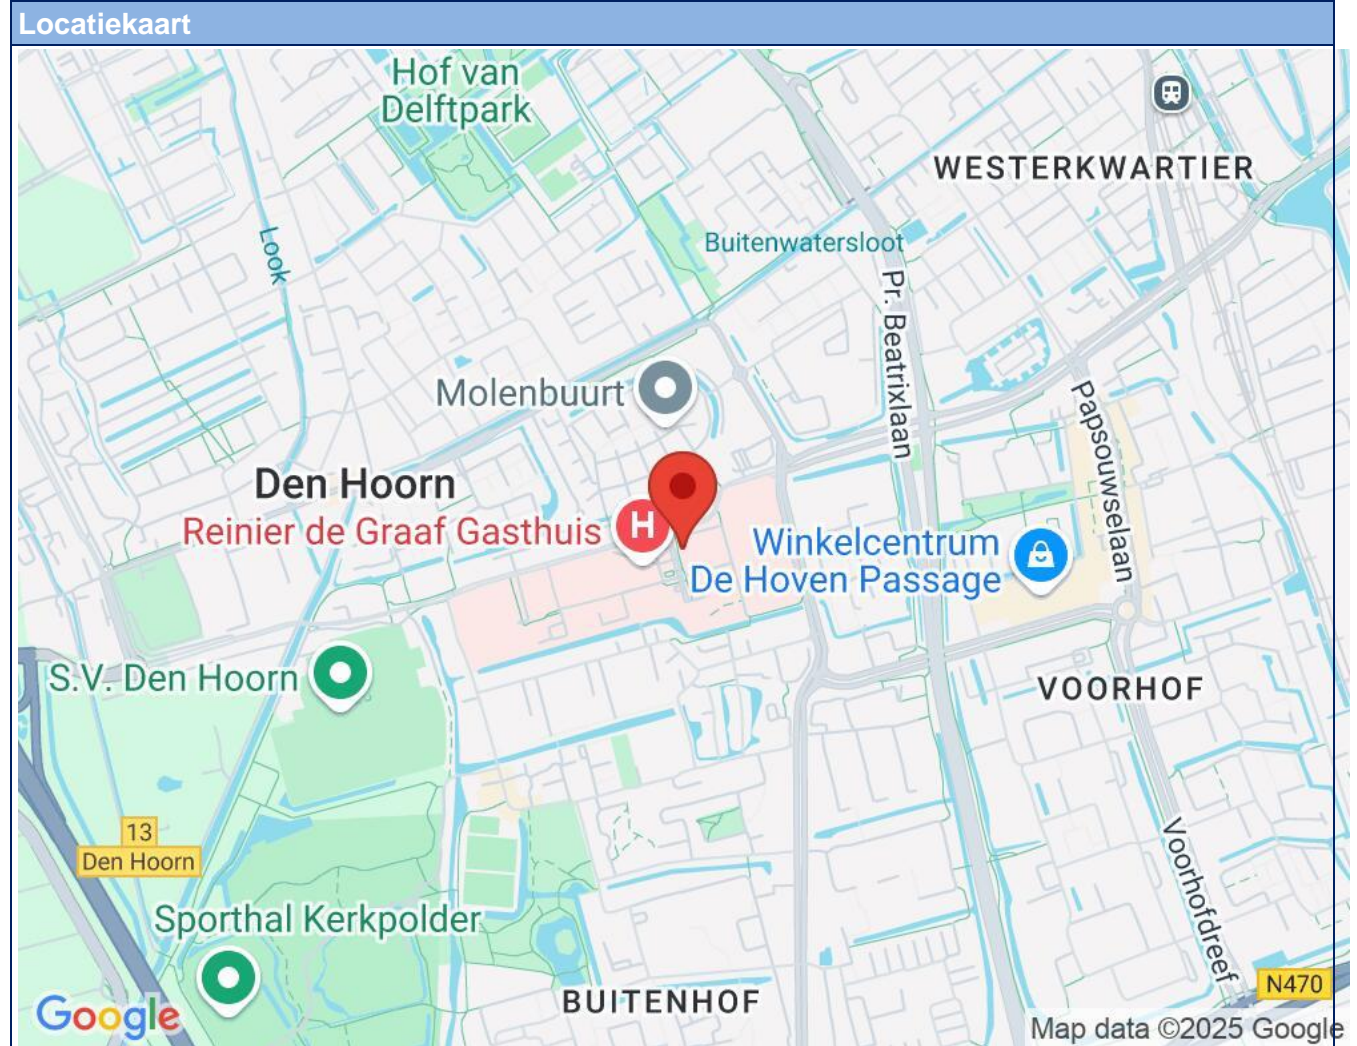 Locatiekaart
Hof van
Delftpark
WESTERKWARTIER
Look
Buitenwatersloot
Pr. Beatrixlaan
Molenbuurt
Papsouwselaan
Den Hoorn
Reinier de Graaf Gasthuis
H
Winkelcentrum
De Hoven Passage
S.V. Den Hoorn
VOORHOF
13
Den Hoorn
Voorhofdreef
Sporthal Kerkpolder
N470
BUITENHOF
Google
Map data ©2025 Google